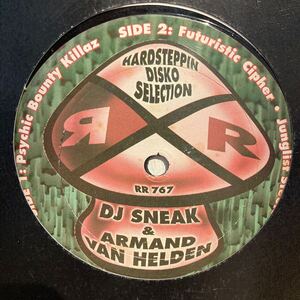 SIDE 1: Psychic Bounty Killaz
SIDE 2: Futuristic Cipher • Junglist
HARDSTEPPIN
DISKO
SELECTION
R R
RR 767
DJ SNEAK
&
ARMAND
VAN HELDEN